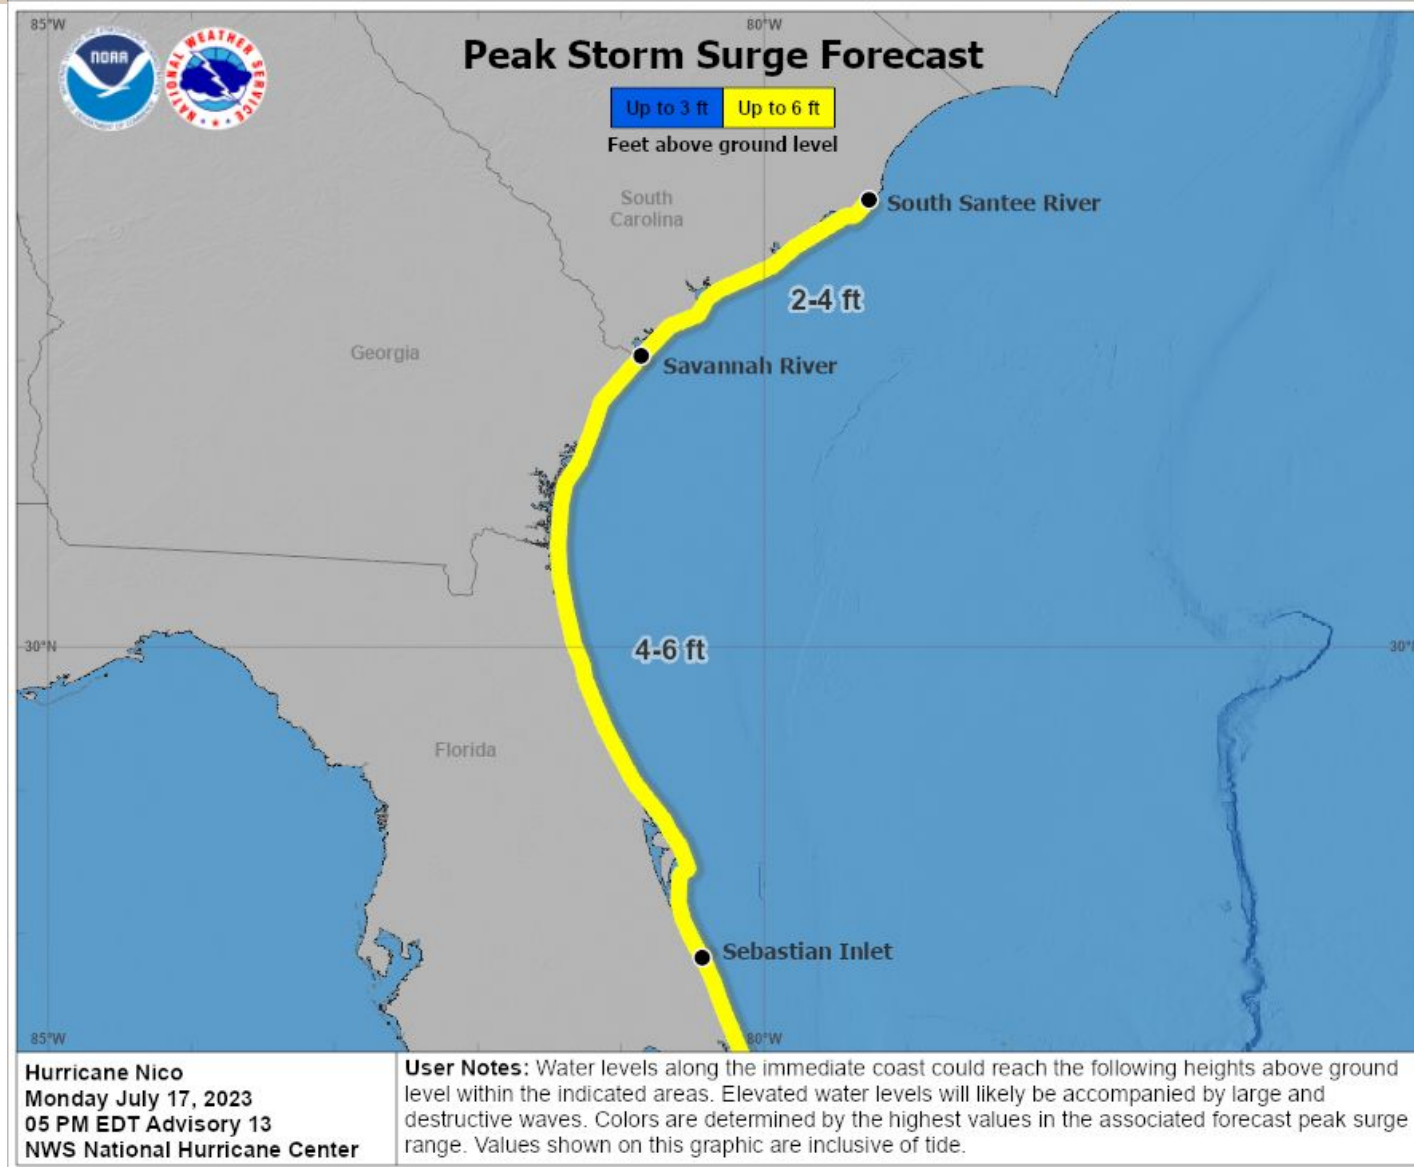 85°W
80°W
NOAA
NATIONAL WEATHER SERVICE
Peak Storm Surge Forecast
Up to 3 ft
Up to 6 ft
Feet above ground level
South
Carolina
South Santee River
2-4 ft
Georgia
Savannah River
30°N
4-6 ft
Florida
Sebastian Inlet
85°W
80°W
Hurricane Nico
Monday July 17, 2023
05 PM EDT Advisory 13
NWS National Hurricane Center
User Notes: Water levels along the immediate coast could reach the following heights above ground
level within the indicated areas. Elevated water levels will likely be accompanied by large and
destructive waves. Colors are determined by the highest values in the associated forecast peak surge
range. Values shown on this graphic are inclusive of tide.